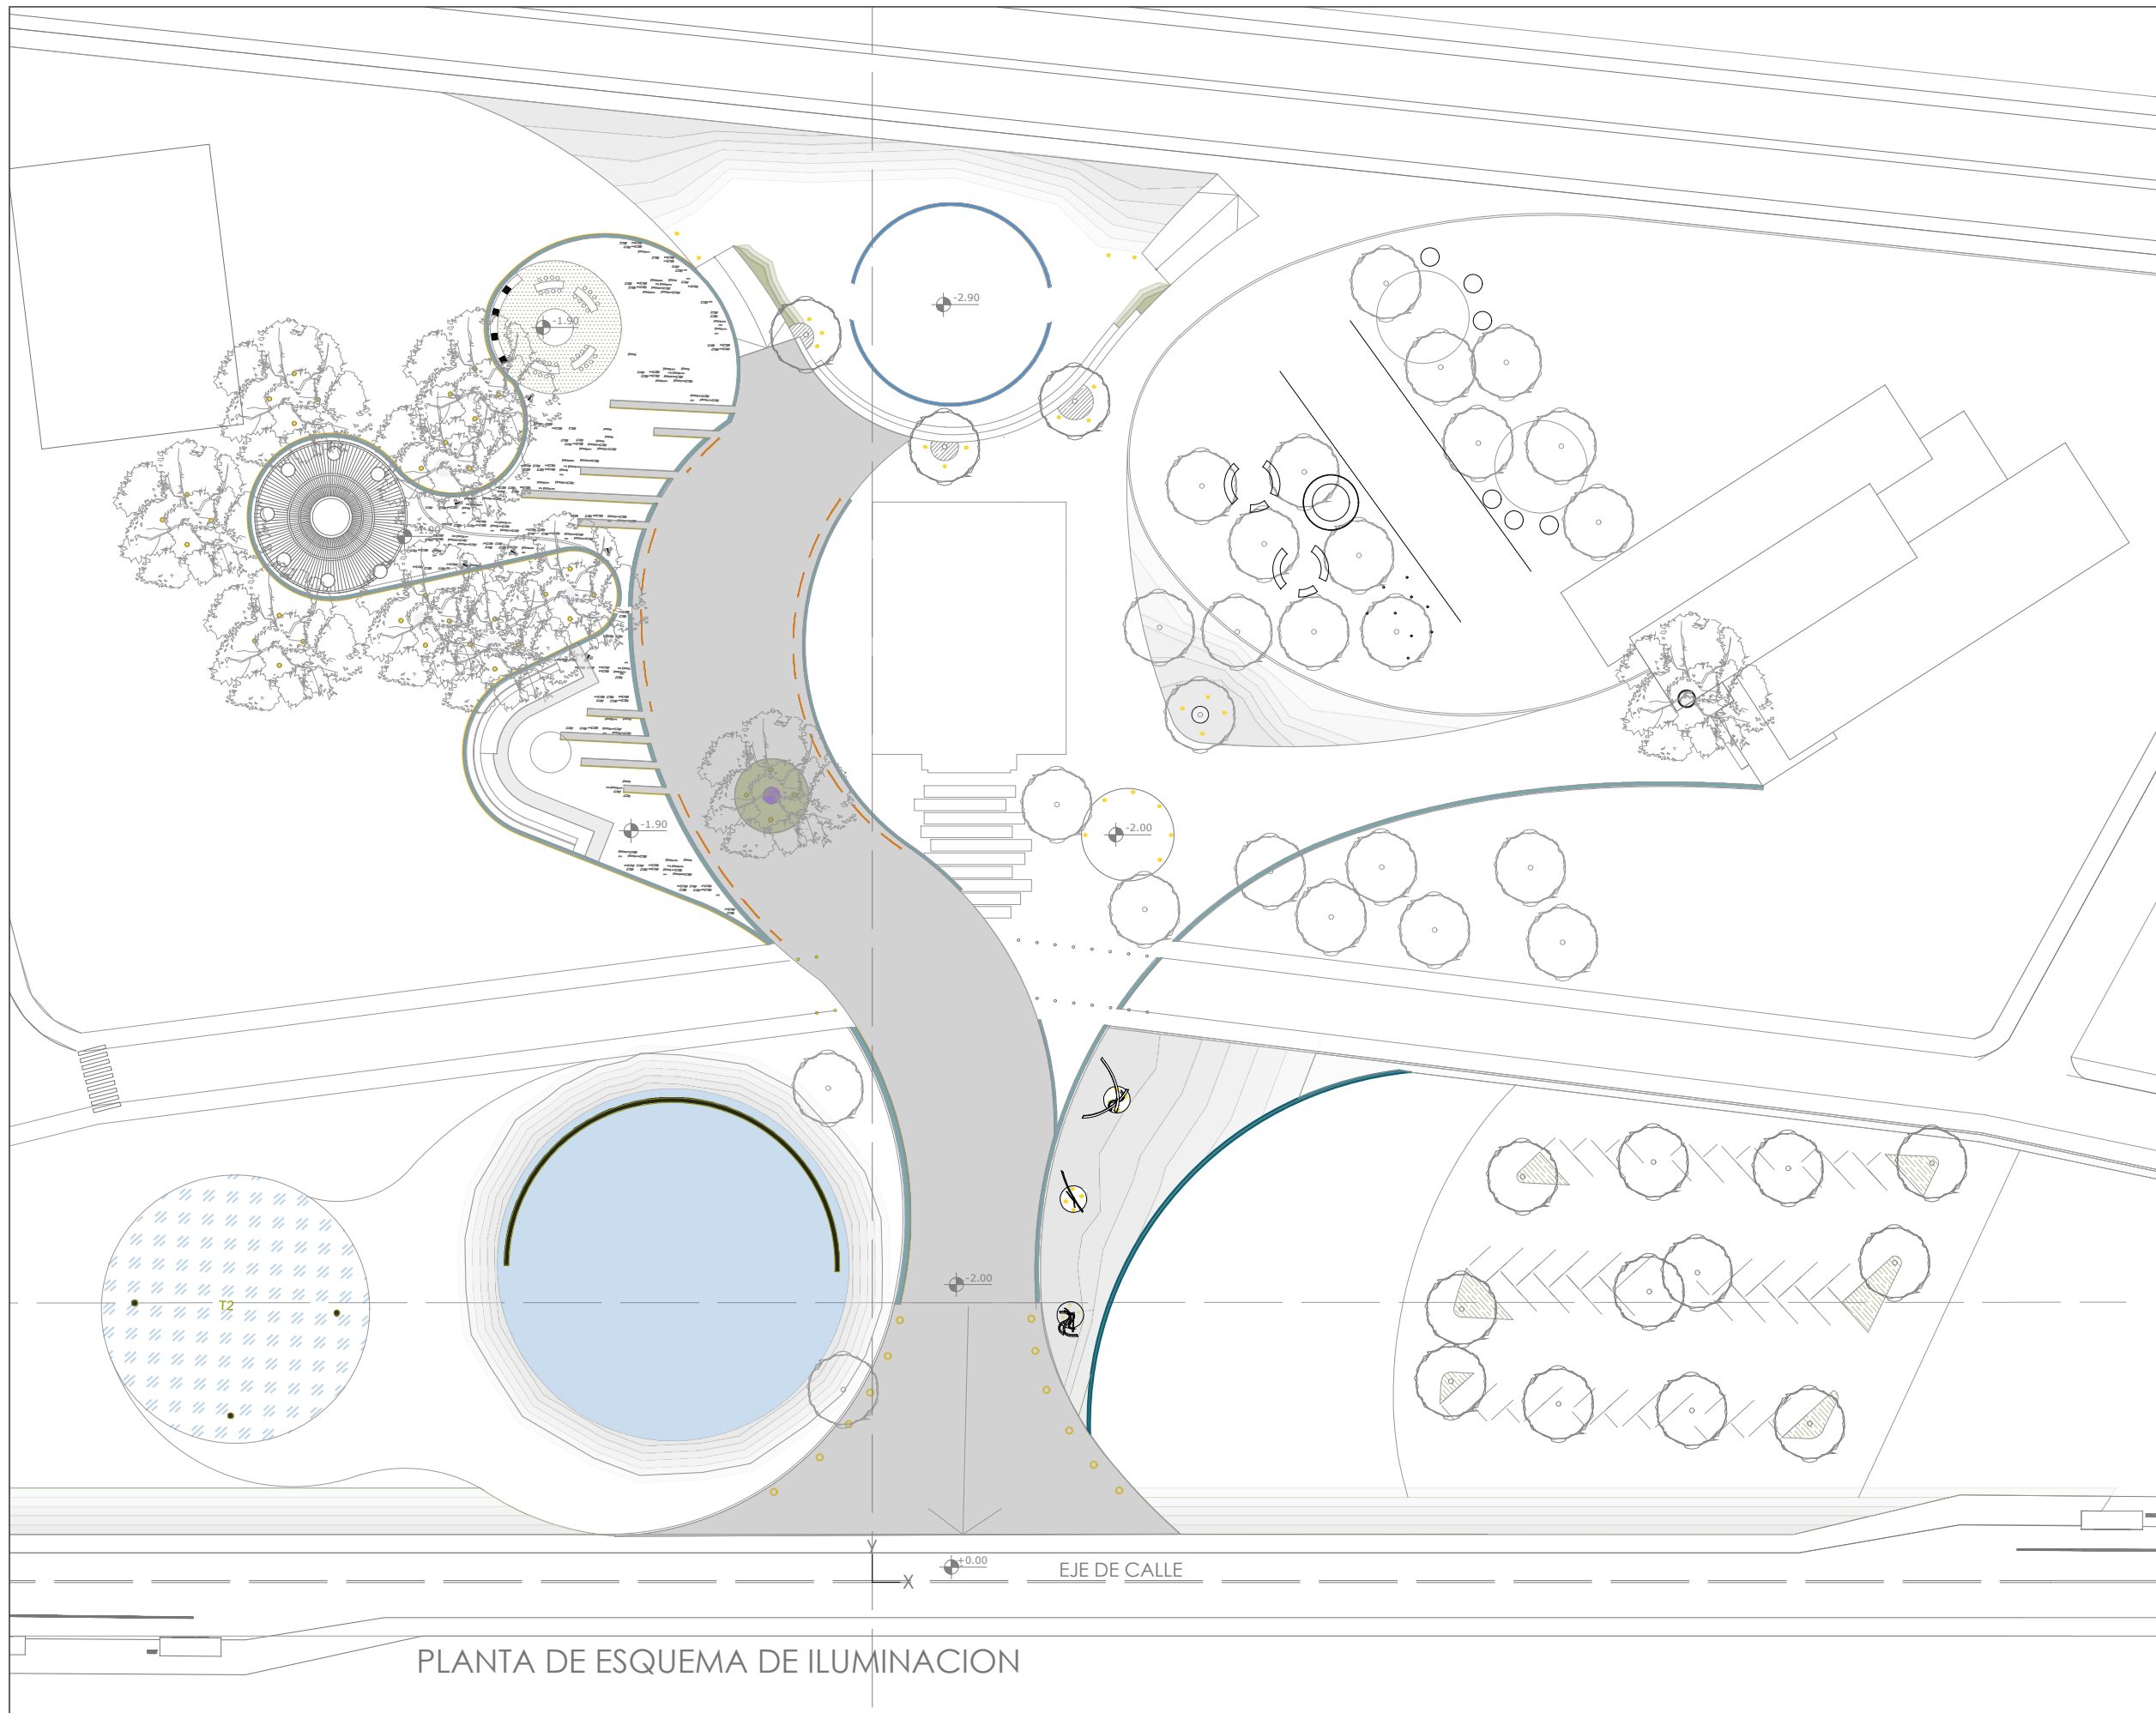 -2.90
-1.90
-1.90
-2.00
-2.00
T2
Y
X
+0.00
EJE DE CALLE
PLANTA DE ESQUEMA DE ILUMINACION